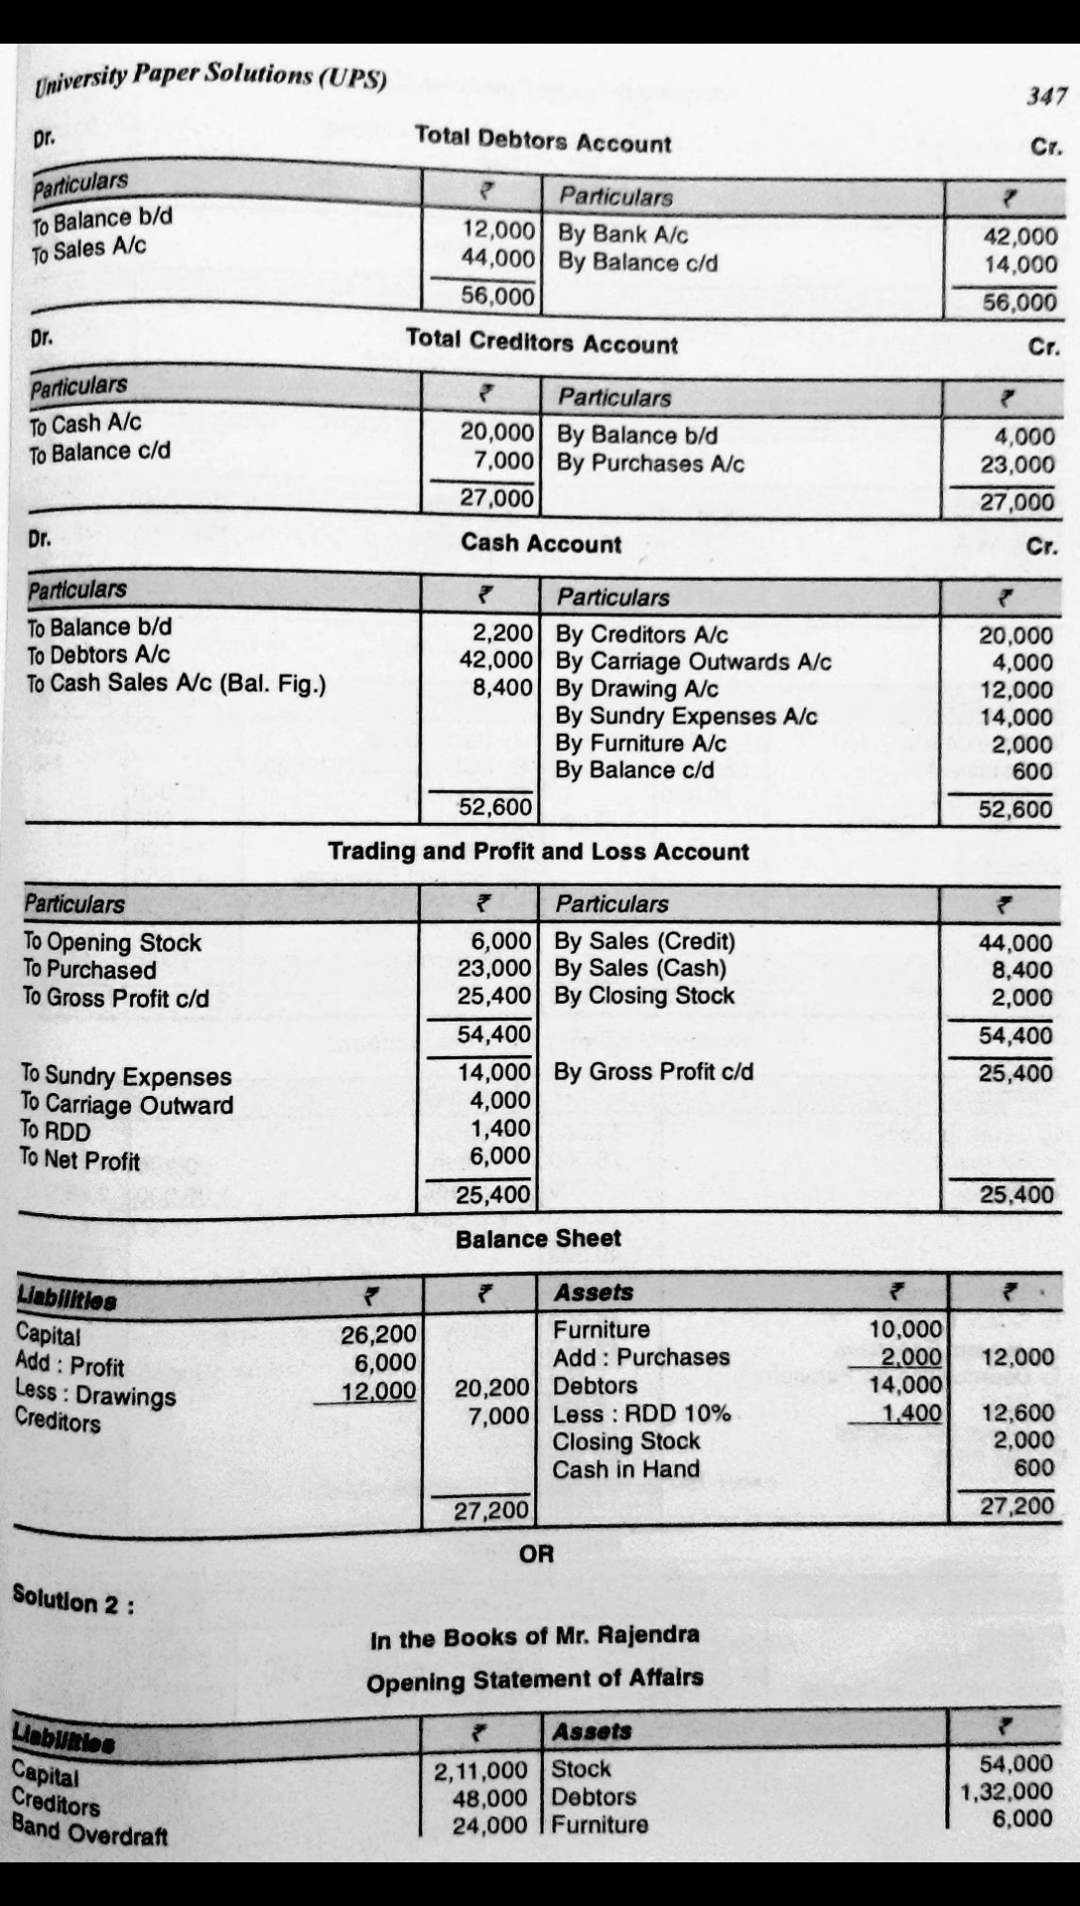 University Paper Solutions (UPS)
347
Dr. Total Debtors Account Cr.
Particulars ₹ Particulars ₹
To Balance b/d 12,000 By Bank A/c 42,000
To Sales A/c 44,000 By Balance c/d 14,000
56,000 56,000
Dr. Total Creditors Account Cr.
Particulars ₹ Particulars ₹
To Cash A/c 20,000 By Balance b/d 4,000
To Balance c/d 7,000 By Purchases A/c 23,000
27,000 27,000
Dr. Cash Account Cr.
Particulars ₹ Particulars ₹
To Balance b/d 2,200 By Creditors A/c 20,000
To Debtors A/c 42,000 By Carriage Outwards A/c 4,000
To Cash Sales A/c (Bal. Fig.) 8,400 By Drawing A/c 12,000
By Sundry Expenses A/c 14,000
By Furniture A/c 2,000
By Balance c/d 600
52,600 52,600
Trading and Profit and Loss Account
Particulars ₹ Particulars ₹
To Opening Stock 6,000 By Sales (Credit) 44,000
To Purchased 23,000 By Sales (Cash) 8,400
To Gross Profit c/d 25,400 By Closing Stock 2,000
54,400 54,400
To Sundry Expenses 14,000 By Gross Profit c/d 25,400
To Carriage Outward 4,000
To RDD 1,400
To Net Profit 6,000
25,400 25,400
Balance Sheet
Liabilities ₹ ₹ Assets ₹ ₹
Capital 26,200 Furniture 10,000
Add : Profit 6,000 Add : Purchases 2,000 12,000
Less : Drawings 12,000 20,200 Debtors 14,000
Creditors 7,000 Less : RDD 10% 1,400 12,600
Closing Stock 2,000
Cash in Hand 600
27,200 27,200
OR
Solution 2 :
In the Books of Mr. Rajendra
Opening Statement of Affairs
Liabilities ₹ Assets ₹
Capital 2,11,000 Stock 54,000
Creditors 48,000 Debtors 1,32,000
Band Overdraft 24,000 Furniture 6,000